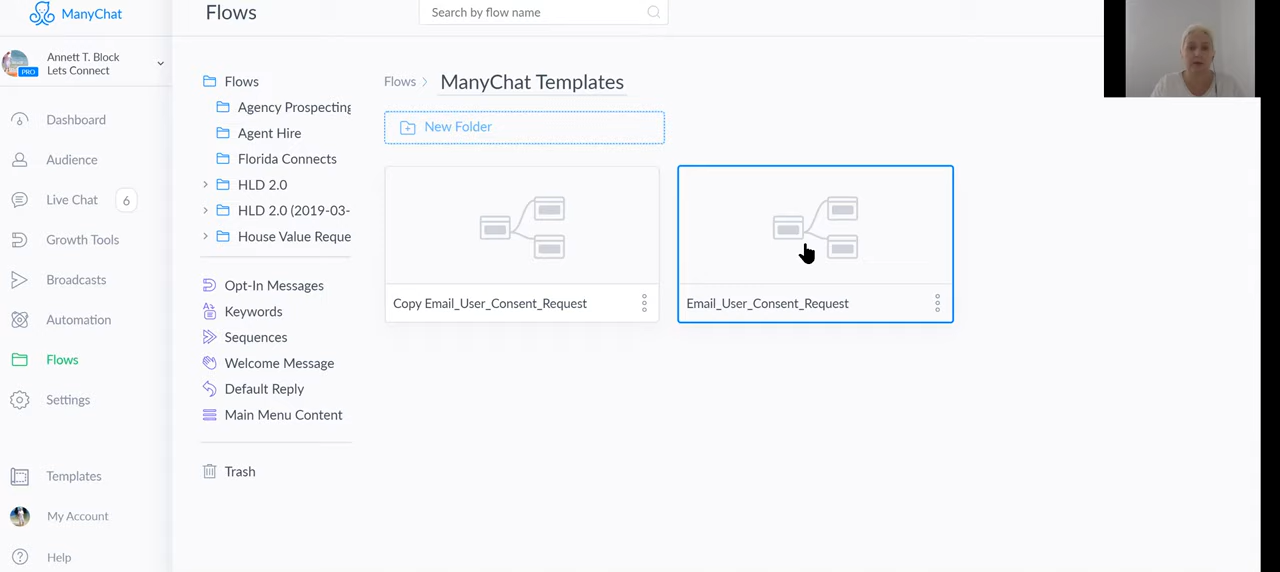 ManyChat
Flows
Search by flow name
Annett T. Block
Lets Connect
PRO
Dashboard
Audience
Live Chat
6
Growth Tools
Broadcasts
Automation
Flows
Settings
Templates
My Account
Help
Flows
Agency Prospecting
Agent Hire
Florida Connects
HLD 2.0
HLD 2.0 (2019-03-
House Value Reque
Opt-In Messages
Keywords
Sequences
Welcome Message
Default Reply
Main Menu Content
Trash
Flows > ManyChat Templates
New Folder
Copy Email_User_Consent_Request
Email_User_Consent_Request